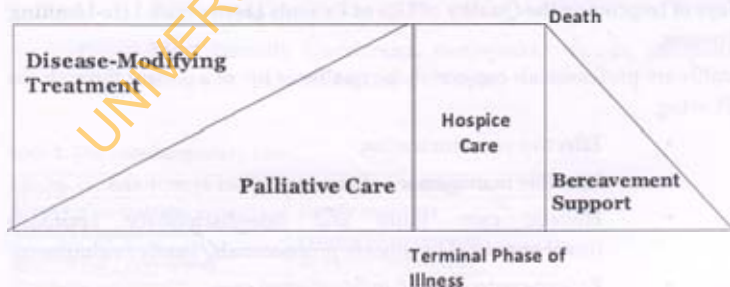 Death
Disease-Modifying
Treatment
Hospice
Care
Palliative Care
Bereavement
Support
Terminal Phase of
Illness